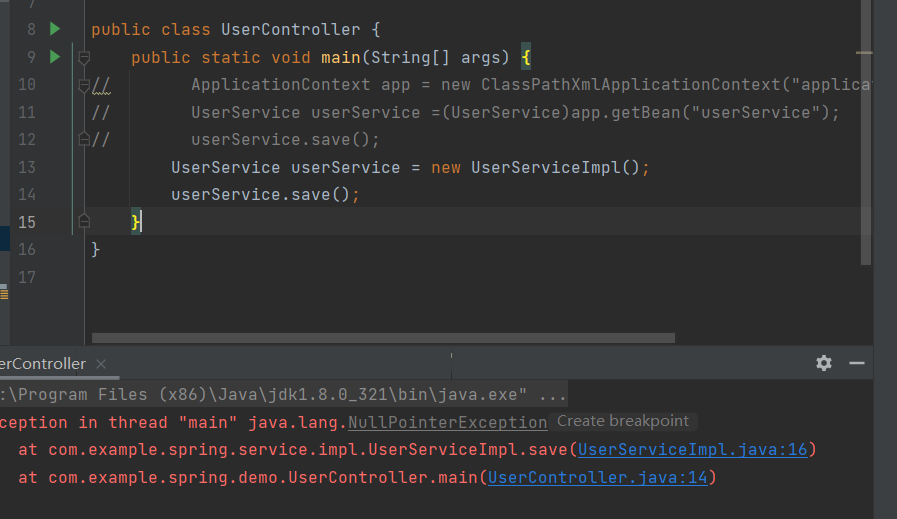 8 public class UserController {
9 public static void main(String[] args) {
10 // ApplicationContext app = new ClassPathXmlApplicationContext("applica
11 // UserService userService =(UserService)app.getBean("userService");
12 // userService.save();
13 UserService userService = new UserServiceImpl();
14 userService.save();
15 }
16 }
17
erController ×
:\Program Files (x86)\Java\jdk1.8.0_321\bin\java.exe" ...
ception in thread "main" java.lang.NullPointerException Create breakpoint
at com.example.spring.service.impl.UserServiceImpl.save(UserServiceImpl.java:16)
at com.example.spring.demo.UserController.main(UserController.java:14)